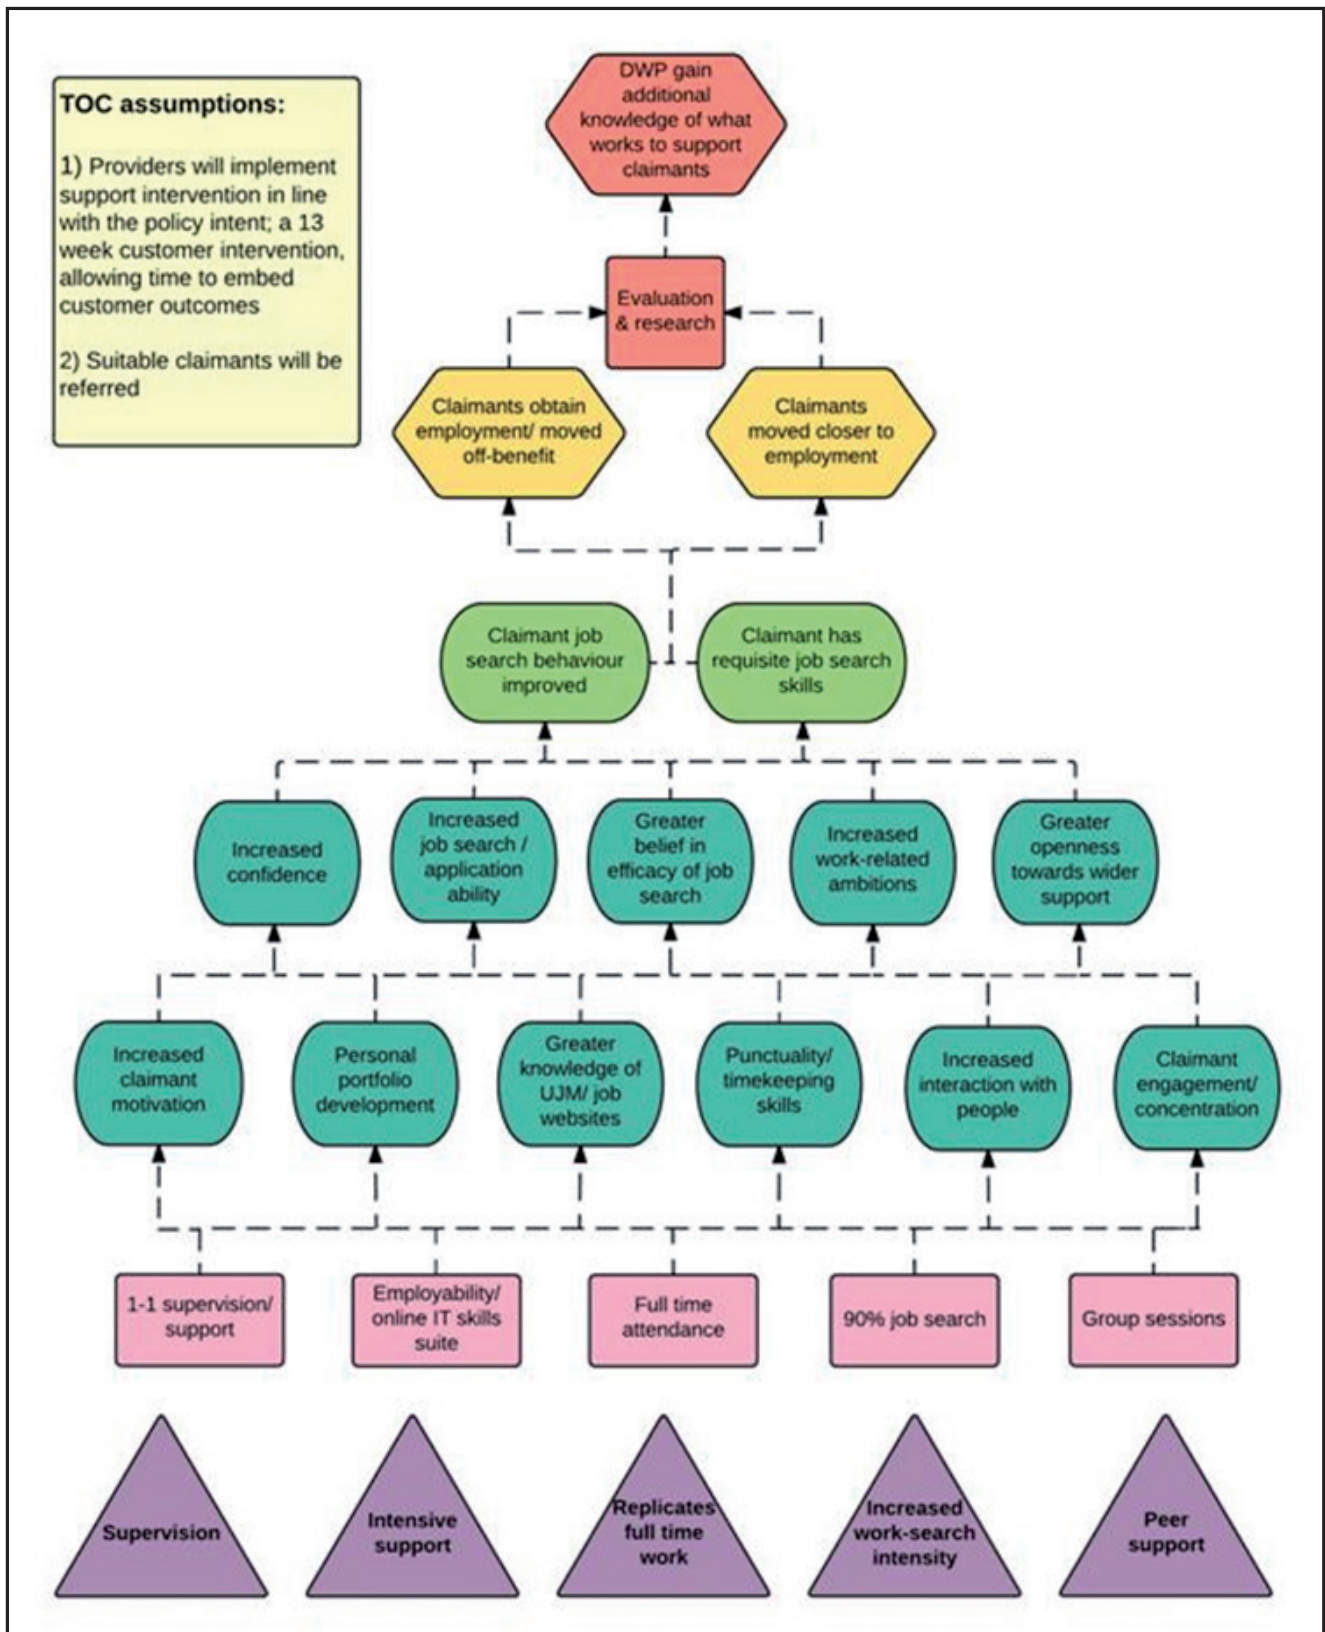 DWP gain
additional
knowledge of what
works to support
claimants
TOC assumptions:
1) Providers will implement
support intervention in line
with the policy intent; a 13
week customer intervention,
allowing time to embed
customer outcomes
2) Suitable claimants will be
referred
Evaluation
& research
Claimants obtain
employment/ moved
off-benefit
Claimants
moved closer to
employment
Claimant job
search behaviour
improved
Claimant has
requisite job search
skills
Increased
confidence
Increased
job search /
application
ability
Greater
belief in
efficacy of job
search
Increased
work-related
ambitions
Greater
openness
towards wider
support
Increased
claimant
motivation
Personal
portfolio
development
Greater
knowledge of
UJM/ job
websites
Punctuality/
timekeeping
skills
Increased
interaction with
people
Claimant
engagement/
concentration
1-1 supervision/
support
Employability/
online IT skills
suite
Full time
attendance
90% job search
Group sessions
Supervision
Intensive
support
Replicates
full time
work
Increased
work-search
intensity
Peer
support